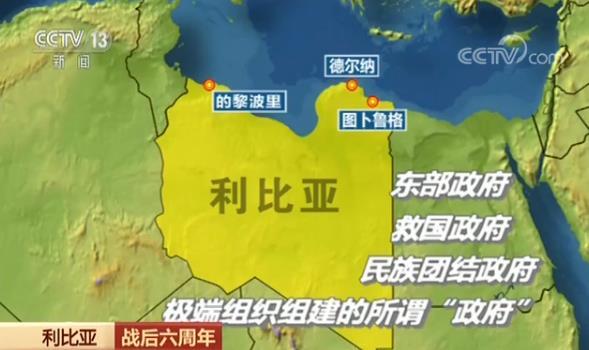 CCTV 13
新闻
CCTV.com
的黎波里
德尔纳
图卜鲁格
利比亚
东部政府
救国政府
民族团结政府
极端组织组建的所谓“政府”
利比亚 战后六周年